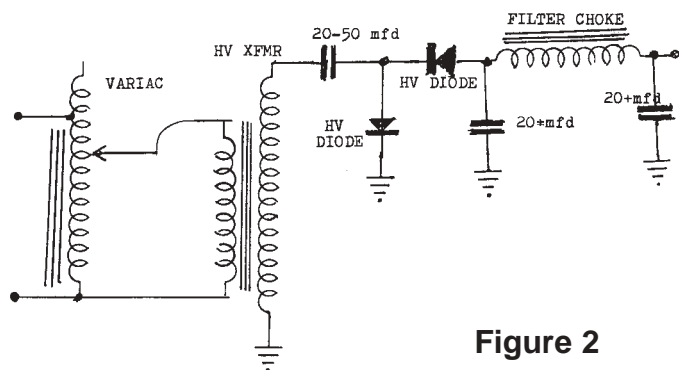 FILTER CHOKE
20-50 mfd
HV XFMR
VARIAC
HV DIODE
HV
DIODE
20+mfd
20+mfd
Figure 2